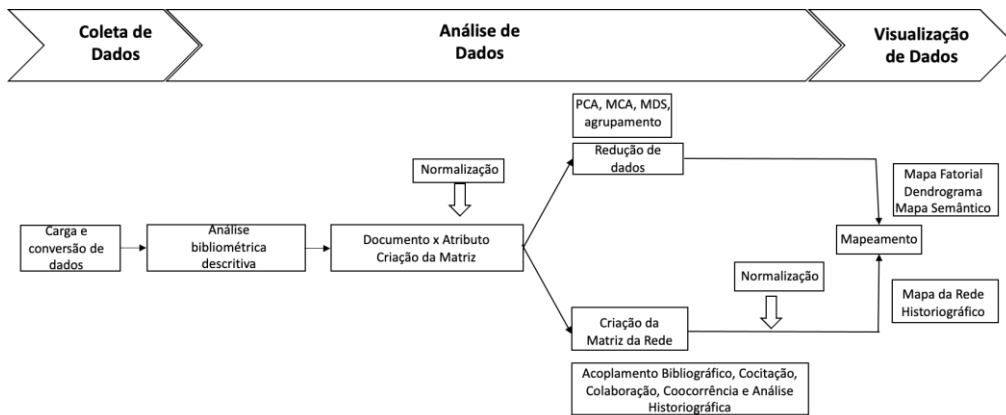 Coleta de
Dados
Análise de
Dados
Visualização
de Dados
PCA, MCA, MDS,
agrupamento
Redução de
dados
Normalização
Mapa Fatorial
Dendrograma
Mapa Semântico
Carga e
conversão de
dados
Análise
bibliométrica
descritiva
Documento x Atributo
Criação da Matriz
Mapeamento
Normalização
Mapa da Rede
Historiográfico
Criação da
Matriz da Rede
Acoplamento Bibliográfico, Cocitação,
Colaboração, Coocorrência e Análise
Historiográfica